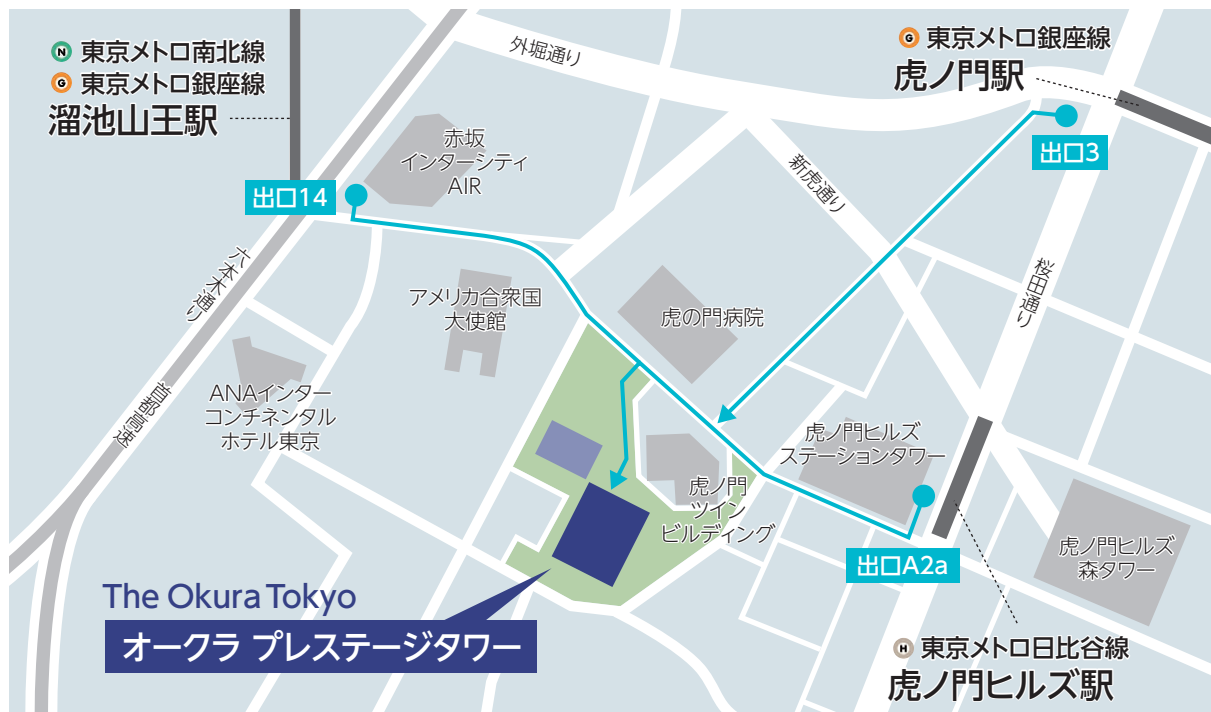 N 東京メトロ南北線
G 東京メトロ銀座線
溜池山王駅
外堀通り
G 東京メトロ銀座線
虎ノ門駅
出口3
赤坂
インターシティ
AIR
出口14
新虎通り
六本木通り
桜田通り
アメリカ合衆国
大使館
虎の門病院
首都高速
ANAインター
コンチネンタル
ホテル東京
虎ノ門ヒルズ
ステーションタワー
虎ノ門
ツイン
ビルディング
出口A2a
虎ノ門ヒルズ
森タワー
The Okura Tokyo
オークラ プレステージタワー
H 東京メトロ日比谷線
虎ノ門ヒルズ駅